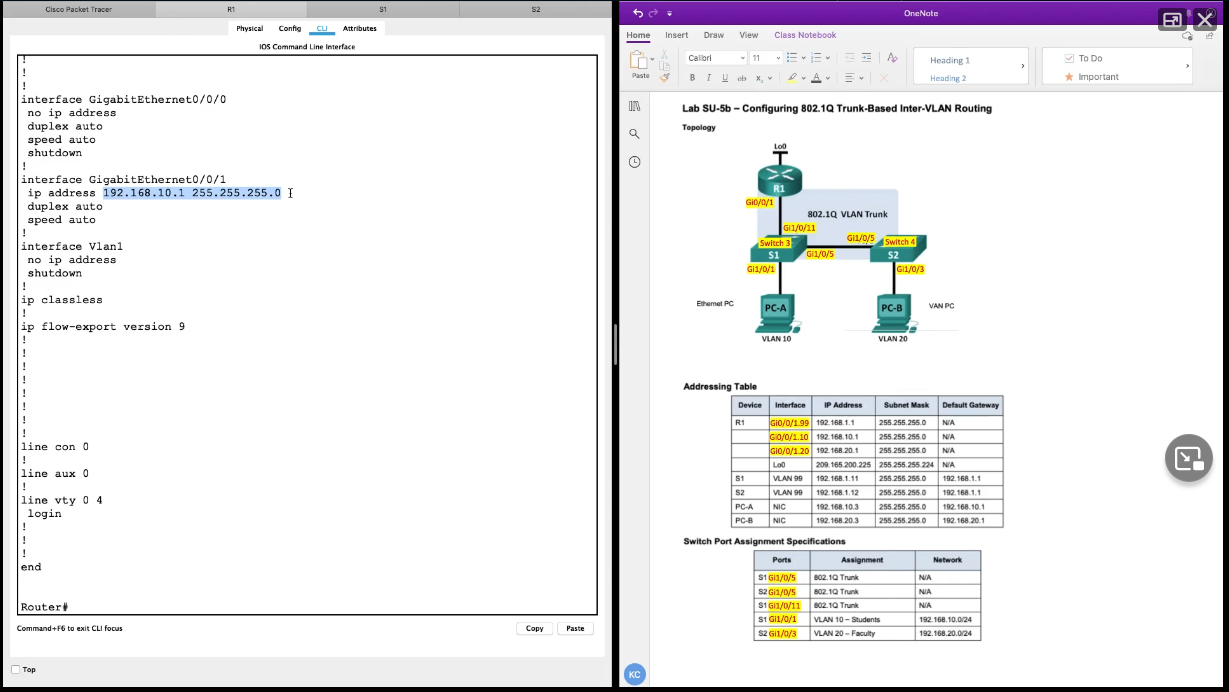 Cisco Packet Tracer
R1
S1
S2
Physical
Config
CLI
Attributes
IOS Command Line Interface
!
!
!
interface GigabitEthernet0/0/0
no ip address
duplex auto
speed auto
shutdown
!
interface GigabitEthernet0/0/1
ip address 192.168.10.1 255.255.255.0
duplex auto
speed auto
!
interface Vlan1
no ip address
shutdown
!
ip classless
!
ip flow-export version 9
!
!
!
!
!
!
!
!
line con 0
!
line aux 0
!
line vty 0 4
login
!
!
!
end
Router#
Command+F6 to exit CLI focus
Copy
Paste
Top
OneNote
Home
Insert
Draw
View
Class Notebook
Paste
Calibri
11
B I U ab x
A
Heading 1
Heading 2
To Do
Important
Lab SU-5b – Configuring 802.1Q Trunk-Based Inter-VLAN Routing
Topology
Lo0
R1
Gi0/0/1
802.1Q VLAN Trunk
Gi1/0/11
Gi1/0/5
Switch 3
Switch 4
S1
S2
Gi1/0/5
Gi1/0/1
Gi1/0/3
Ethernet PC
PC-A
PC-B
VAN PC
VLAN 10
VLAN 20
Addressing Table
Device Interface IP Address Subnet Mask Default Gateway
R1 Gi0/0/1.99 192.168.1.1 255.255.255.0 N/A
Gi0/0/1.10 192.168.10.1 255.255.255.0 N/A
Gi0/0/1.20 192.168.20.1 255.255.255.0 N/A
Lo0 209.165.200.225 255.255.255.224 N/A
S1 VLAN 99 192.168.1.11 255.255.255.0 192.168.1.1
S2 VLAN 99 192.168.1.12 255.255.255.0 192.168.1.1
PC-A NIC 192.168.10.3 255.255.255.0 192.168.10.1
PC-B NIC 192.168.20.3 255.255.255.0 192.168.20.1
Switch Port Assignment Specifications
Ports Assignment Network
S1 Gi1/0/5 802.1Q Trunk N/A
S2 Gi1/0/5 802.1Q Trunk N/A
S1 Gi1/0/11 802.1Q Trunk N/A
S1 Gi1/0/1 VLAN 10 – Students 192.168.10.0/24
S2 Gi1/0/3 VLAN 20 – Faculty 192.168.20.0/24
KC